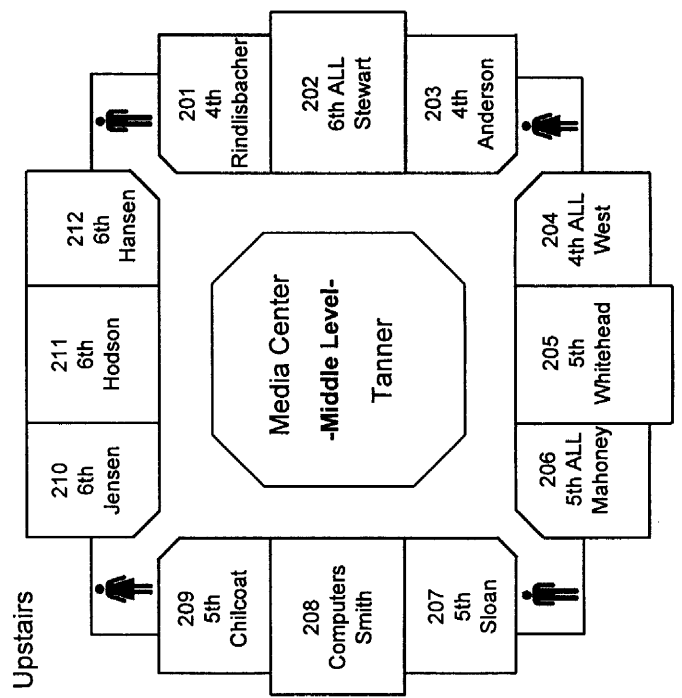 Upstairs
201
4th
Rindlisbacher
202
6th ALL
Stewart
203
4th
Anderson
204
4th ALL
West
205
5th
Whitehead
206
5th ALL
Mahoney
207
5th
Sloan
208
Computers
Smith
209
5th
Chilcoat
210
6th
Jensen
211
6th
Hodson
212
6th
Hansen
Media Center
-Middle Level-
Tanner